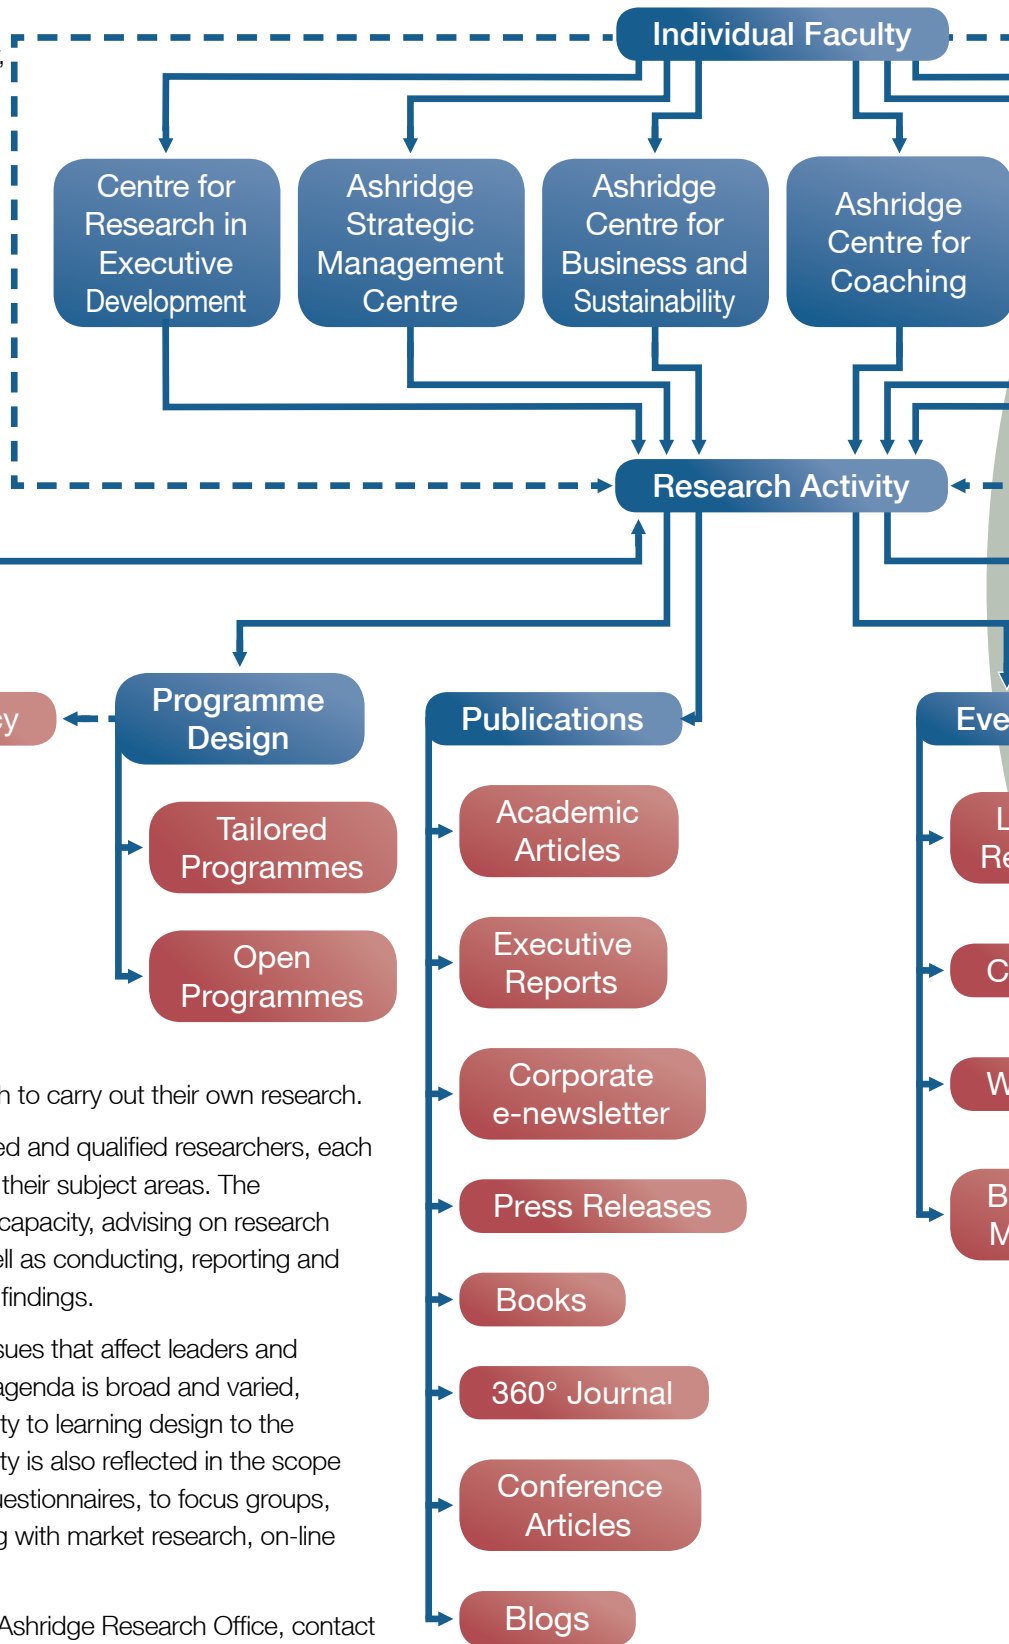 Individual Faculty
Centre for
Research in
Executive
Development
Ashridge
Strategic
Management
Centre
Ashridge
Centre for
Business and
Sustainability
Ashridge
Centre for
Coaching
Research Activity
Programme
Design
Tailored
Programmes
Open
Programmes
Publications
Academic
Articles
Executive
Reports
Corporate
e-newsletter
Press Releases
Books
360° Journal
Conference
Articles
Blogs
to carry out their own research.
and qualified researchers, each
their subject areas. The
capacity, advising on research
as conducting, reporting and
findings.
that affect leaders and
agenda is broad and varied,
to learning design to the
is also reflected in the scope
to focus groups,
with market research, on-line
Ashridge Research Office, contact